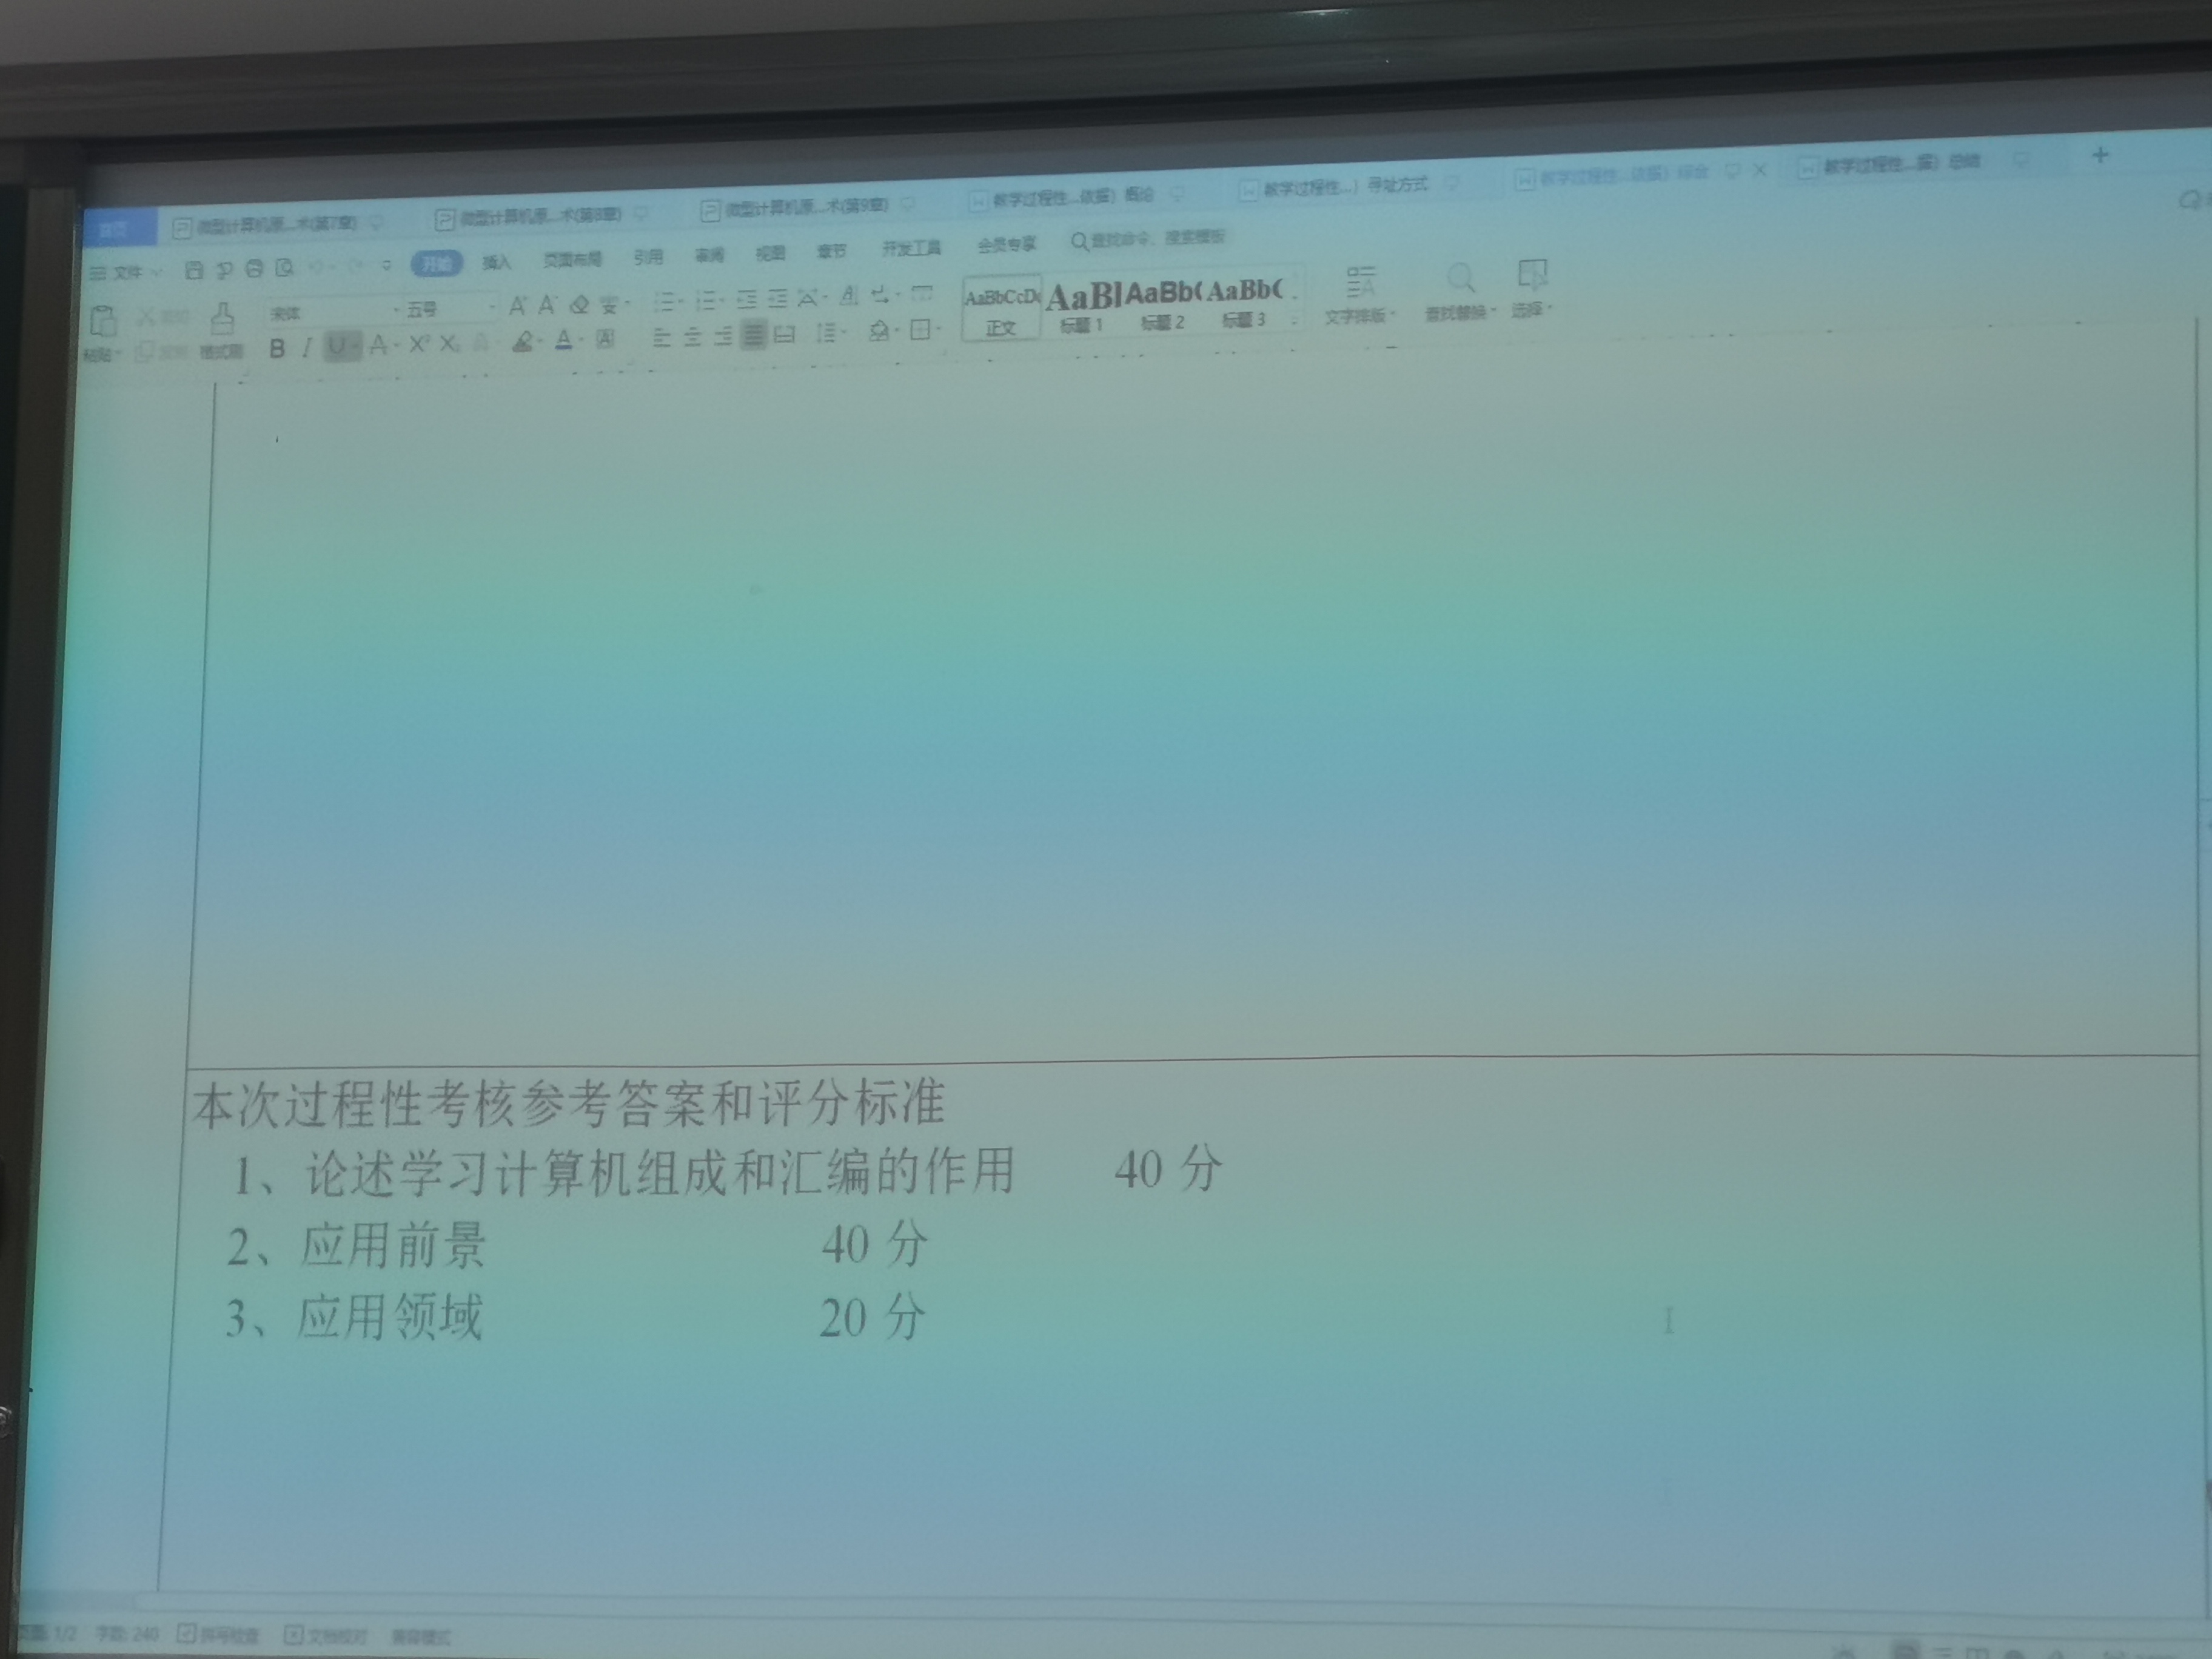 首页 微型计算机原...术(第7章) 微型计算机原...术(第8章) 微型计算机原...术(第9章) 教学过程性...依据）概论 教学过程性...）寻址方式 教学过程性...依据）综合 教学过程性...据）总结 +
文件 开始 插入 页面布局 引用 审阅 视图 章节 开发工具 会员专享 查找命令、搜索模板
宋体 五号 AaBbCcDd AaBl AaBb( AaBb(
粘贴 格式刷 B I U A X² X₂ A 正文 标题 1 标题 2 标题 3 文字排版 查找替换 选择
本次过程性考核参考答案和评分标准
1、论述学习计算机组成和汇编的作用 40 分
2、应用前景 40 分
3、应用领域 20 分
页面: 1/2 字数: 240 拼写检查 文档校对 兼容模式